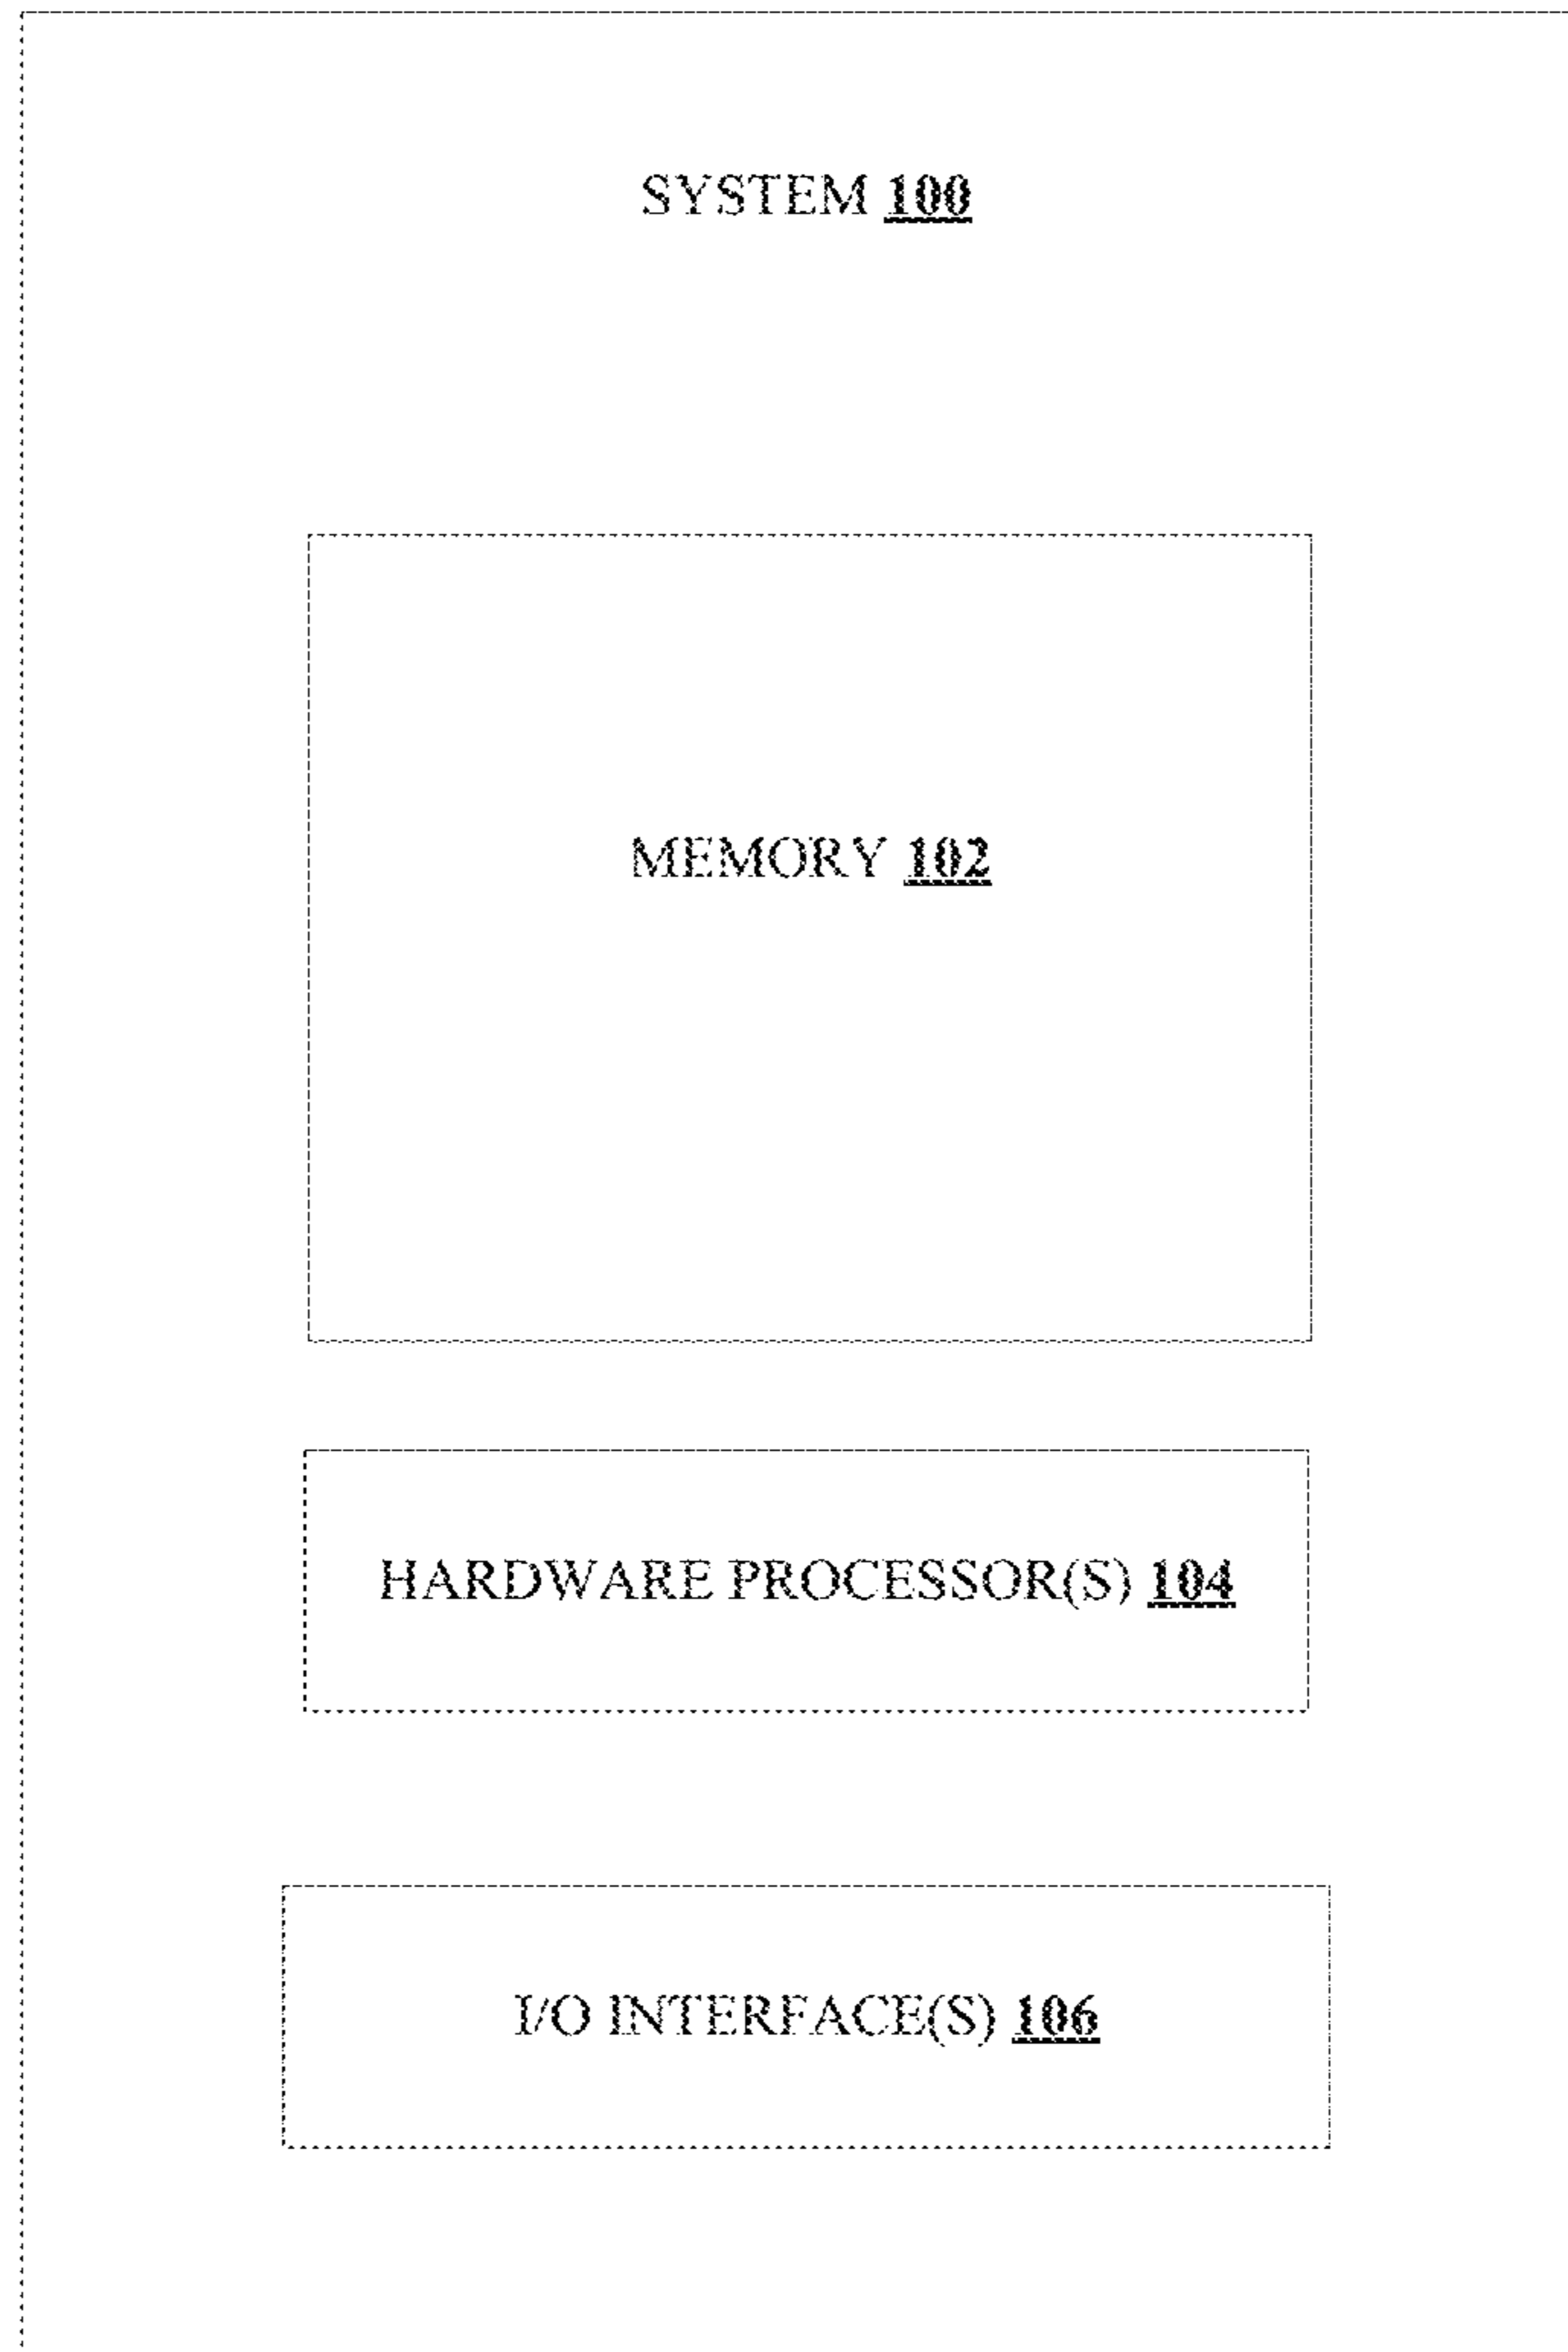 SYSTEM 100
MEMORY 102
HARDWARE PROCESSOR(S) 104
I/O INTERFACE(S) 106